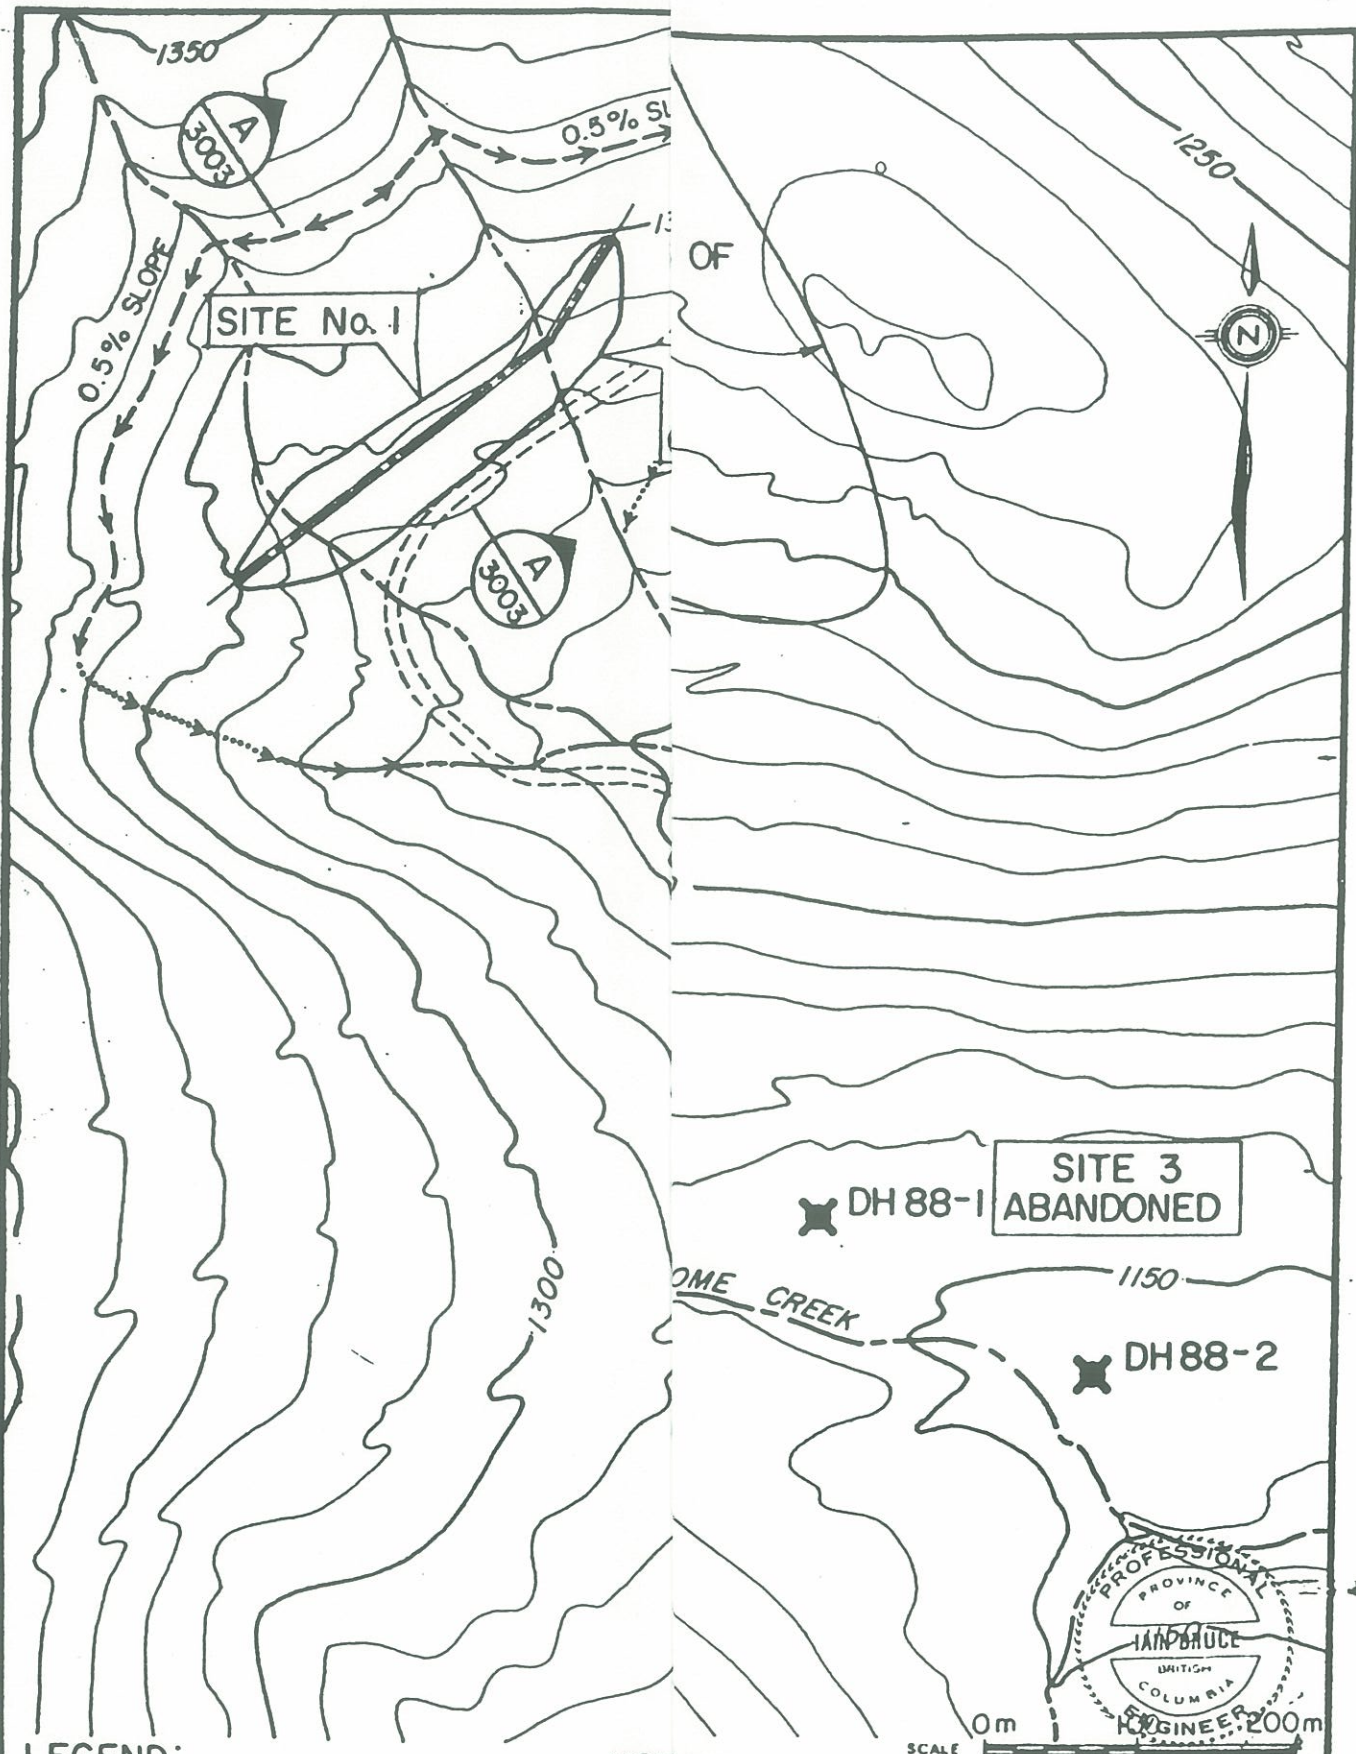 1350
A
3003
0.5% SL
1250
13
OF
0.5% SLOPE
SITE No. 1
N
A
3003
SITE 3
ABANDONED
DH 88-1
1150
OME CREEK
1300
DH 88-2
PROFESSIONAL
PROVINCE
OF
IAIN BRUCE
BRITISH
COLUMBIA
ENGINEER
0m
200m
SCALE
LEGEND: